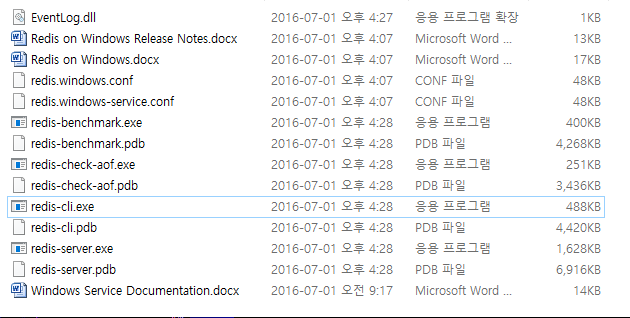 EventLog.dll 2016-07-01 오후 4:27 응용 프로그램 확장 1KB
Redis on Windows Release Notes.docx 2016-07-01 오후 4:07 Microsoft Word ... 13KB
Redis on Windows.docx 2016-07-01 오후 4:07 Microsoft Word ... 17KB
redis.windows.conf 2016-07-01 오후 4:07 CONF 파일 48KB
redis.windows-service.conf 2016-07-01 오후 4:07 CONF 파일 48KB
redis-benchmark.exe 2016-07-01 오후 4:28 응용 프로그램 400KB
redis-benchmark.pdb 2016-07-01 오후 4:28 PDB 파일 4,268KB
redis-check-aof.exe 2016-07-01 오후 4:28 응용 프로그램 251KB
redis-check-aof.pdb 2016-07-01 오후 4:28 PDB 파일 3,436KB
redis-cli.exe 2016-07-01 오후 4:28 응용 프로그램 488KB
redis-cli.pdb 2016-07-01 오후 4:28 PDB 파일 4,420KB
redis-server.exe 2016-07-01 오후 4:28 응용 프로그램 1,628KB
redis-server.pdb 2016-07-01 오후 4:28 PDB 파일 6,916KB
Windows Service Documentation.docx 2016-07-01 오전 9:17 Microsoft Word ... 14KB